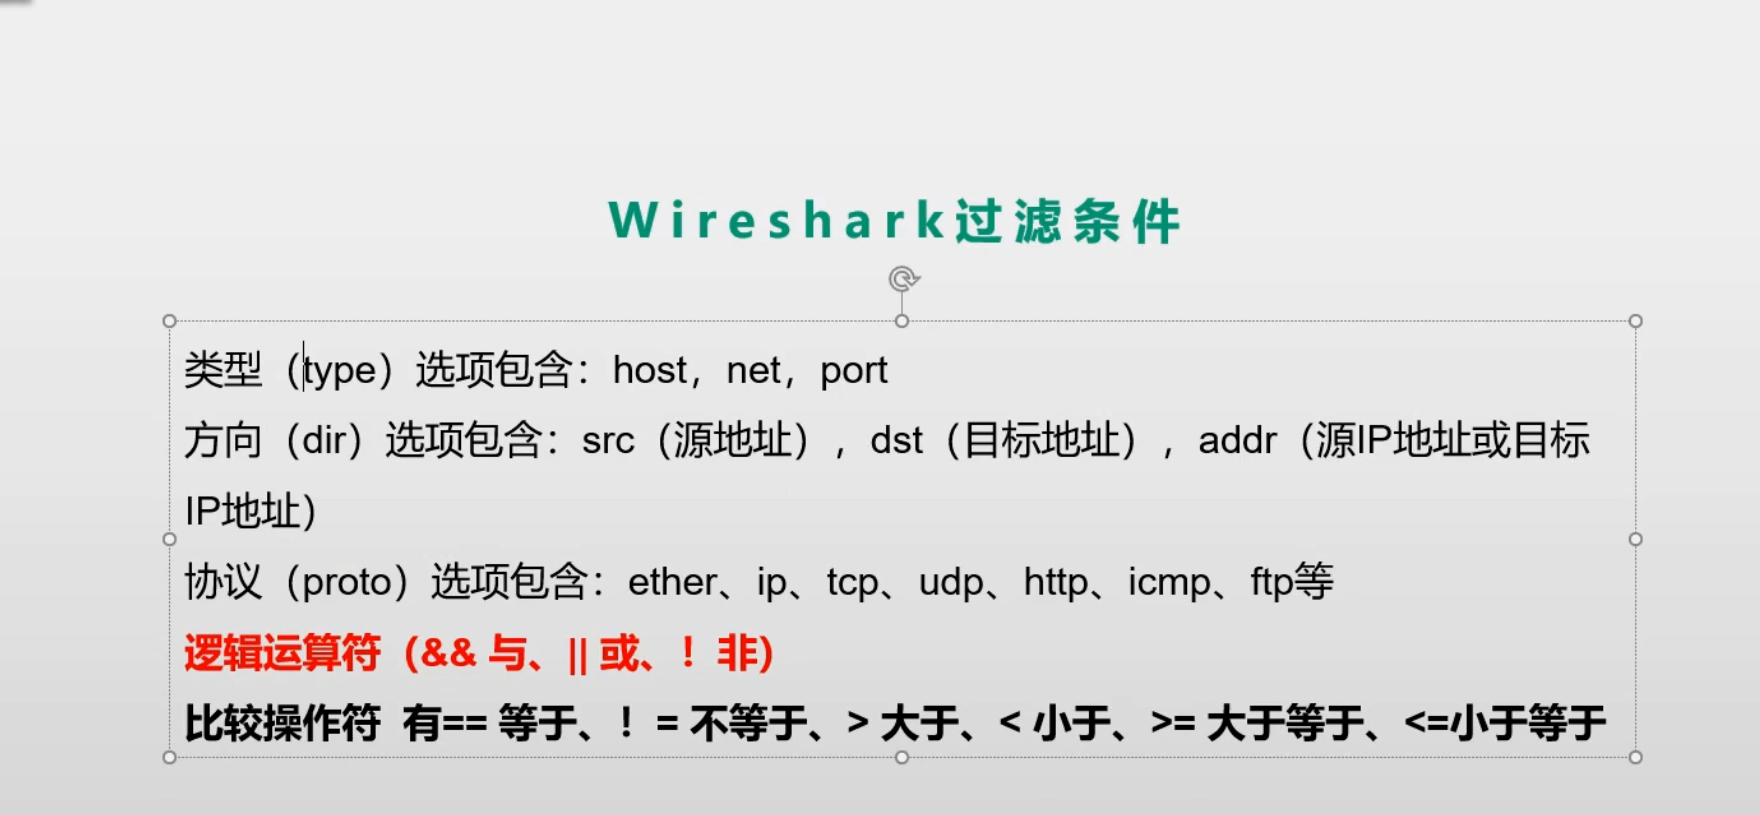 Wireshark过滤条件
类型（type）选项包含：host，net，port
方向（dir）选项包含：src（源地址），dst（目标地址），addr（源IP地址或目标
IP地址）
协议（proto）选项包含：ether、ip、tcp、udp、http、icmp、ftp等
逻辑运算符（&& 与、|| 或、！非）
比较操作符 有== 等于、！= 不等于、> 大于、< 小于、>= 大于等于、<=小于等于